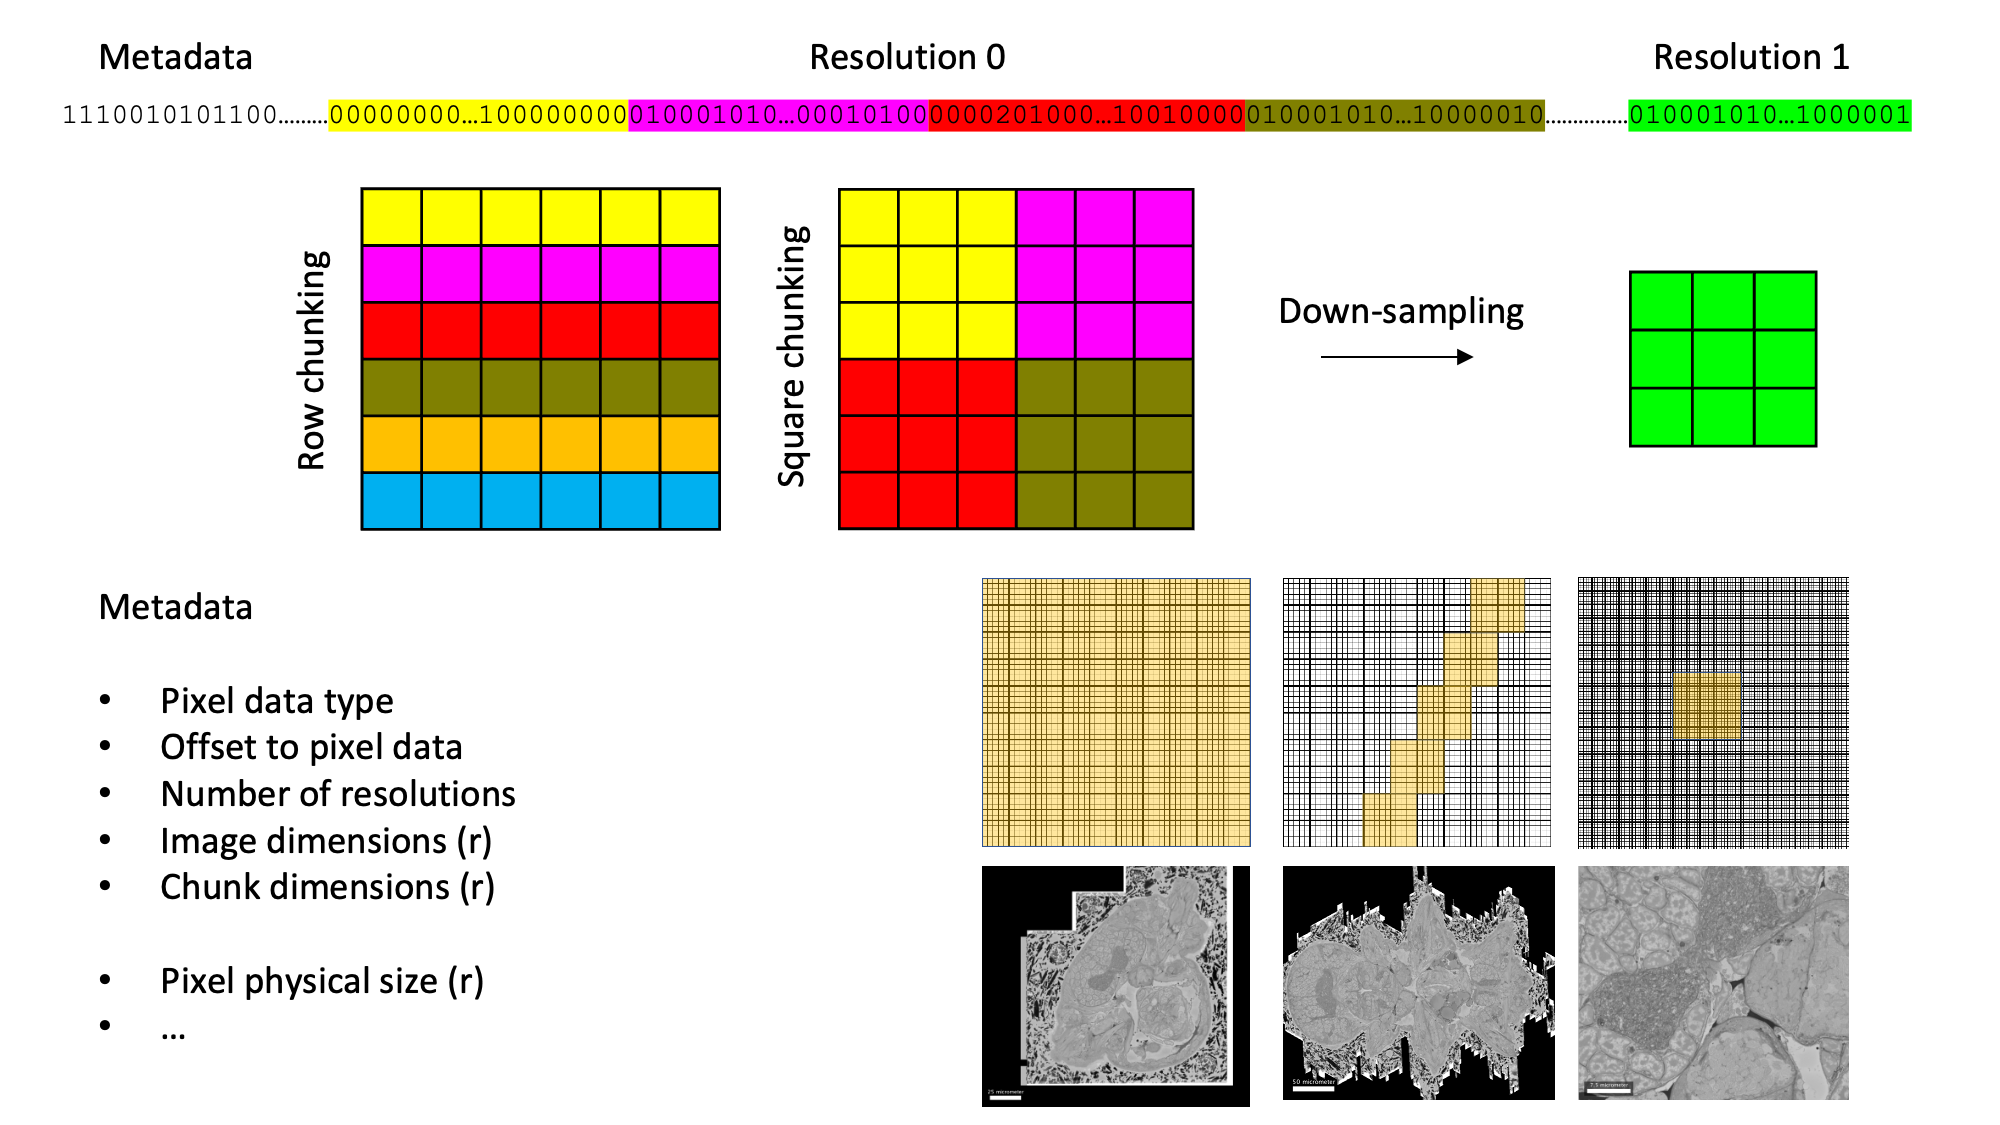 Metadata
Resolution 0
Resolution 1
1110010101100.........00000000...100000000010001010...000101000000201000...10010000010001010...10000010...............010001010...1000001
Row chunking
Square chunking
Down-sampling
Metadata
• Pixel data type
• Offset to pixel data
• Number of resolutions
• Image dimensions (r)
• Chunk dimensions (r)
• Pixel physical size (r)
• ...
25 micrometer
50 micrometer
7.5 micrometer